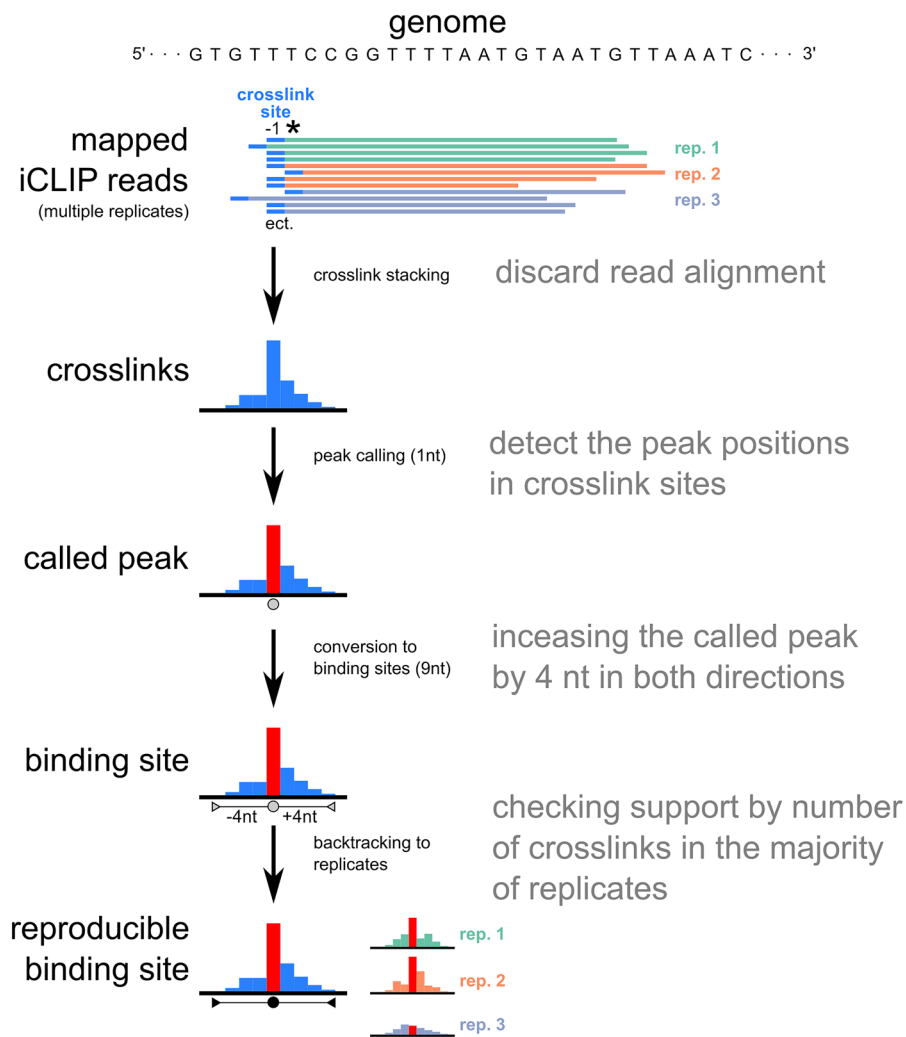 genome
5' · · · G T G T T T C C G G T T T T A A T G T A A T G T T A A A T C · · · 3'
crosslink
site
-1 *
mapped
iCLIP reads
(multiple replicates)
rep. 1
rep. 2
rep. 3
ect.
crosslink stacking
discard read alignment
crosslinks
peak calling (1nt)
detect the peak positions
in crosslink sites
called peak
conversion to
binding sites (9nt)
inceasing the called peak
by 4 nt in both directions
binding site
-4nt +4nt
backtracking to
replicates
checking support by number
of crosslinks in the majority
of replicates
reproducible
binding site
rep. 1
rep. 2
rep. 3